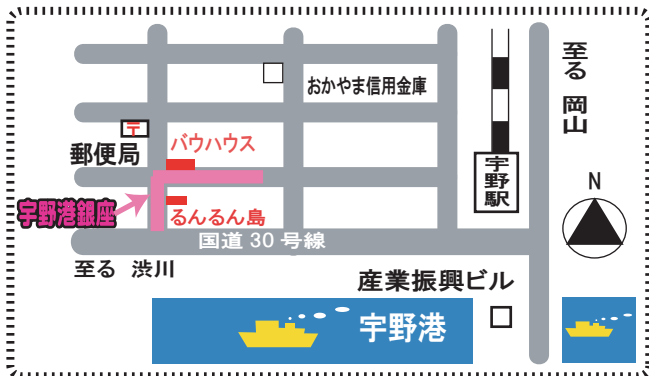 おかやま信用金庫
至る 岡山
〒
郵便局
バウハウス
宇野駅
N
宇野港銀座
るんるん島
国道 30 号線
至る 渋川
産業振興ビル
宇野港